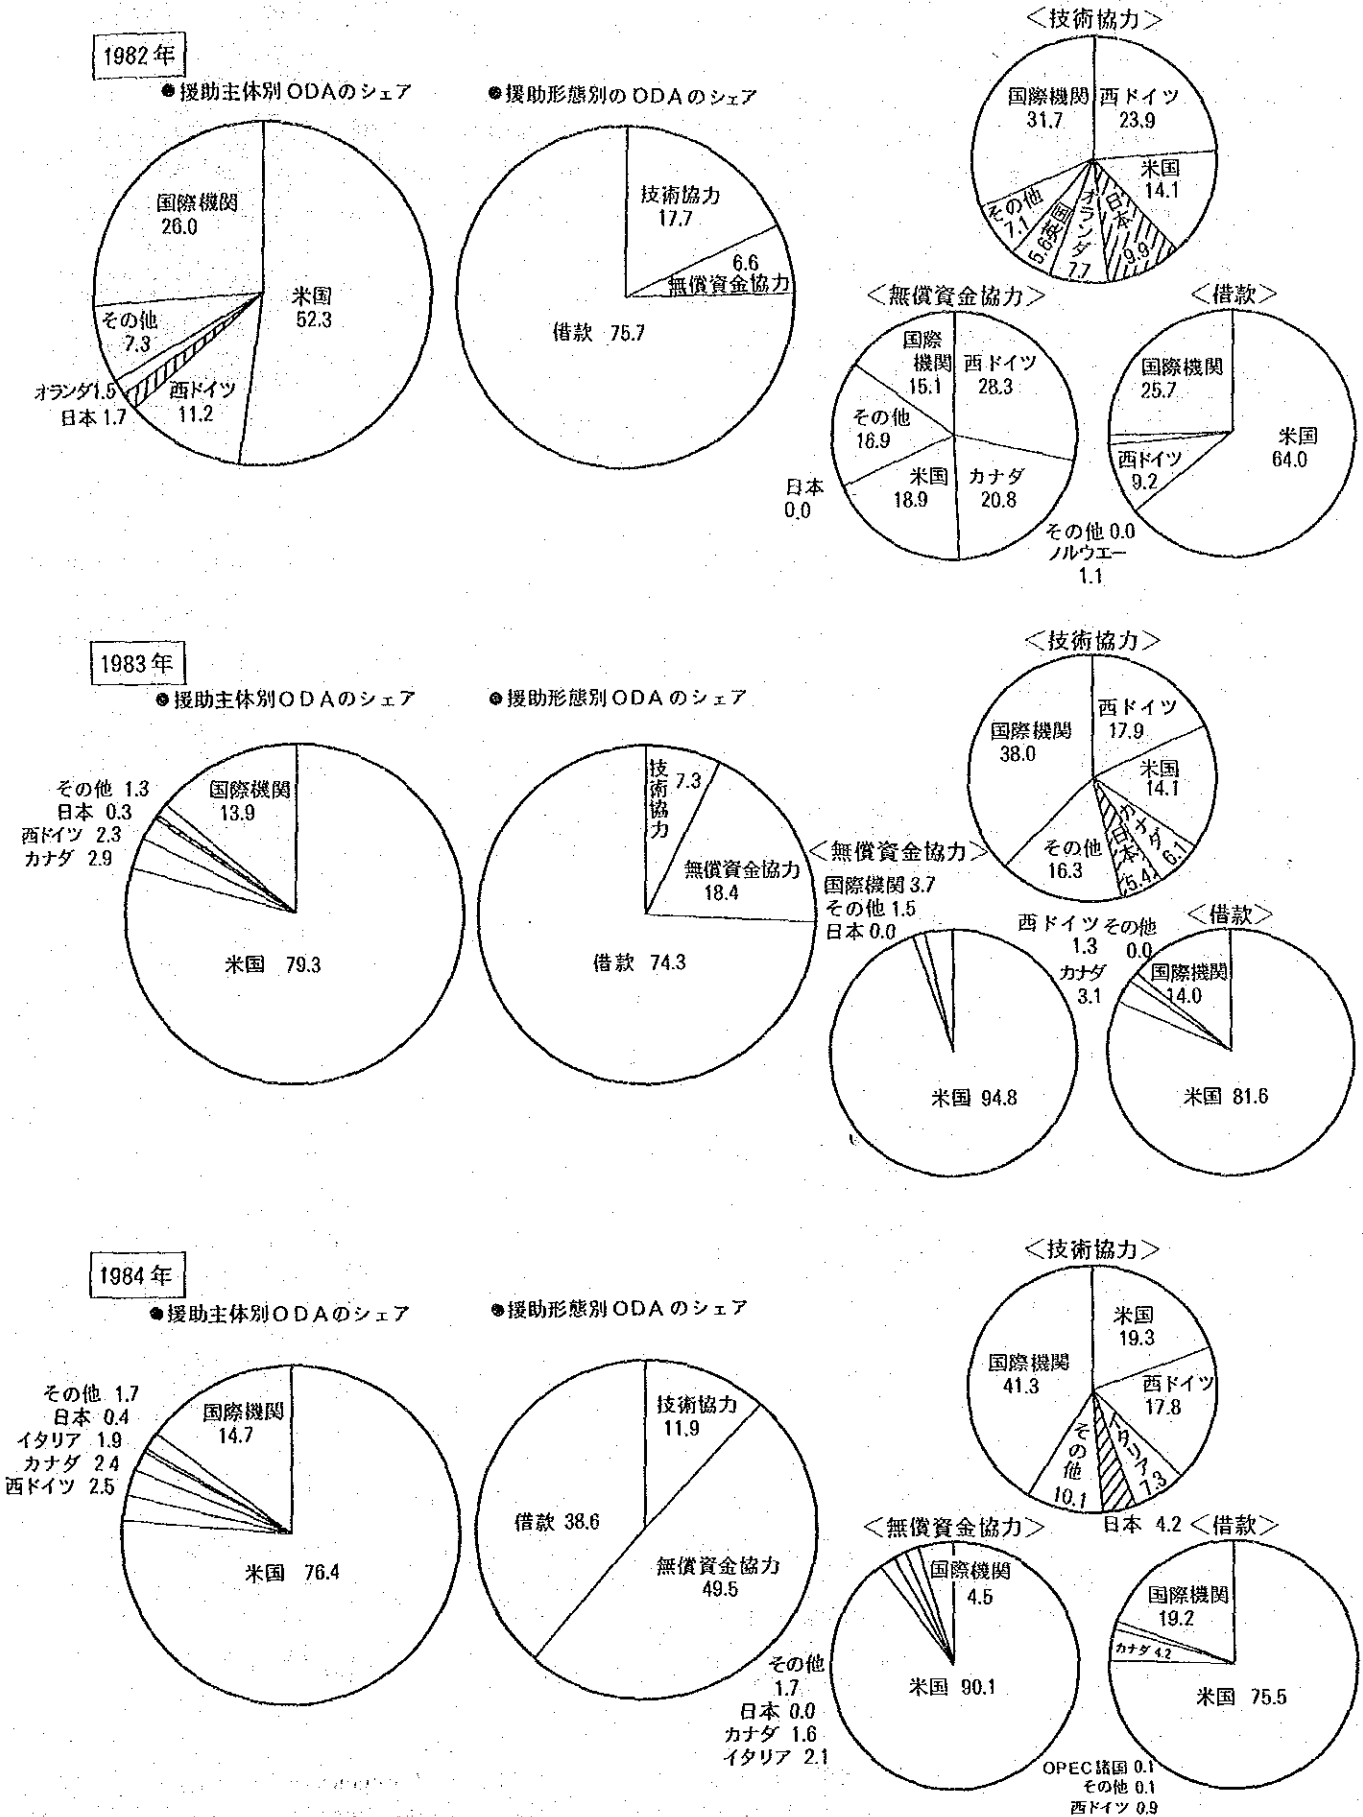 1982年
●援助主体別ODAのシェア
国際機関
26.0
米国
52.3
その他
7.3
オランダ1.5
日本 1.7
西ドイツ
11.2
●援助形態別のODAのシェア
技術協力
17.7
6.6
無償資金協力
借款 75.7
<技術協力>
国際機関
31.7
西ドイツ
23.9
米国
14.1
日本
9.9
オランダ
7.7
英国
5.6
その他
7.1
<無償資金協力>
国際
機関
15.1
西ドイツ
28.3
その他
16.9
米国
18.9
カナダ
20.8
日本
0.0
<借款>
国際機関
25.7
米国
64.0
西ドイツ
9.2
その他 0.0
ノルウエー
1.1
1983年
●援助主体別ODAのシェア
その他 1.3
日本 0.3
西ドイツ 2.3
カナダ 2.9
国際機関
13.9
米国 79.3
●援助形態別ODAのシェア
技術協力
7.3
無償資金協力
18.4
借款 74.3
<技術協力>
国際機関
38.0
西ドイツ
17.9
米国
14.1
カナダ
6.1
日本
5.4
その他
16.3
<無償資金協力>
国際機関 3.7
その他 1.5
日本 0.0
米国 94.8
<借款>
西ドイツ
1.3
その他
0.0
カナダ
3.1
国際機関
14.0
米国 81.6
1984年
●援助主体別ODAのシェア
その他 1.7
日本 0.4
イタリア 1.9
カナダ 2.4
西ドイツ 2.5
国際機関
14.7
米国 76.4
●援助形態別ODAのシェア
技術協力
11.9
借款 38.6
無償資金協力
49.5
<技術協力>
米国
19.3
国際機関
41.3
西ドイツ
17.8
イタリア
7.3
その他
10.1
日本 4.2
<無償資金協力>
国際機関
4.5
米国 90.1
その他
1.7
日本 0.0
カナダ 1.6
イタリア 2.1
<借款>
国際機関
19.2
カナダ 4.2
米国 75.5
OPEC諸国 0.1
その他 0.1
西ドイツ 0.9